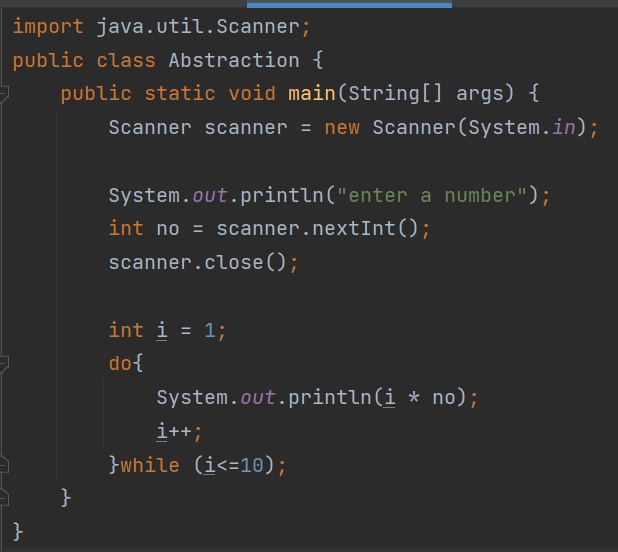 import java.util.Scanner;
public class Abstraction {
    public static void main(String[] args) {
        Scanner scanner = new Scanner(System.in);

        System.out.println("enter a number");
        int no = scanner.nextInt();
        scanner.close();

        int i = 1;
        do{
            System.out.println(i * no);
            i++;
        }while (i<=10);
    }
}